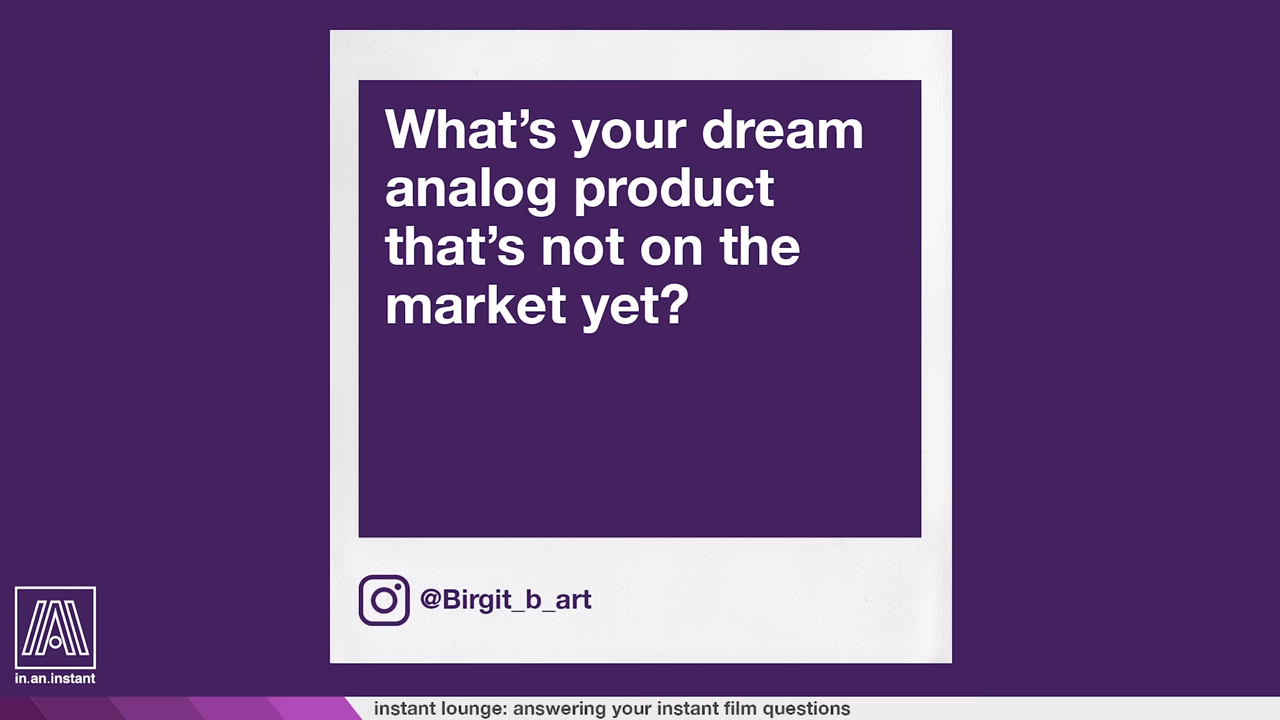 What’s your dream
analog product
that’s not on the
market yet?
@Birgit_b_art
in.an.instant
instant lounge: answering your instant film questions